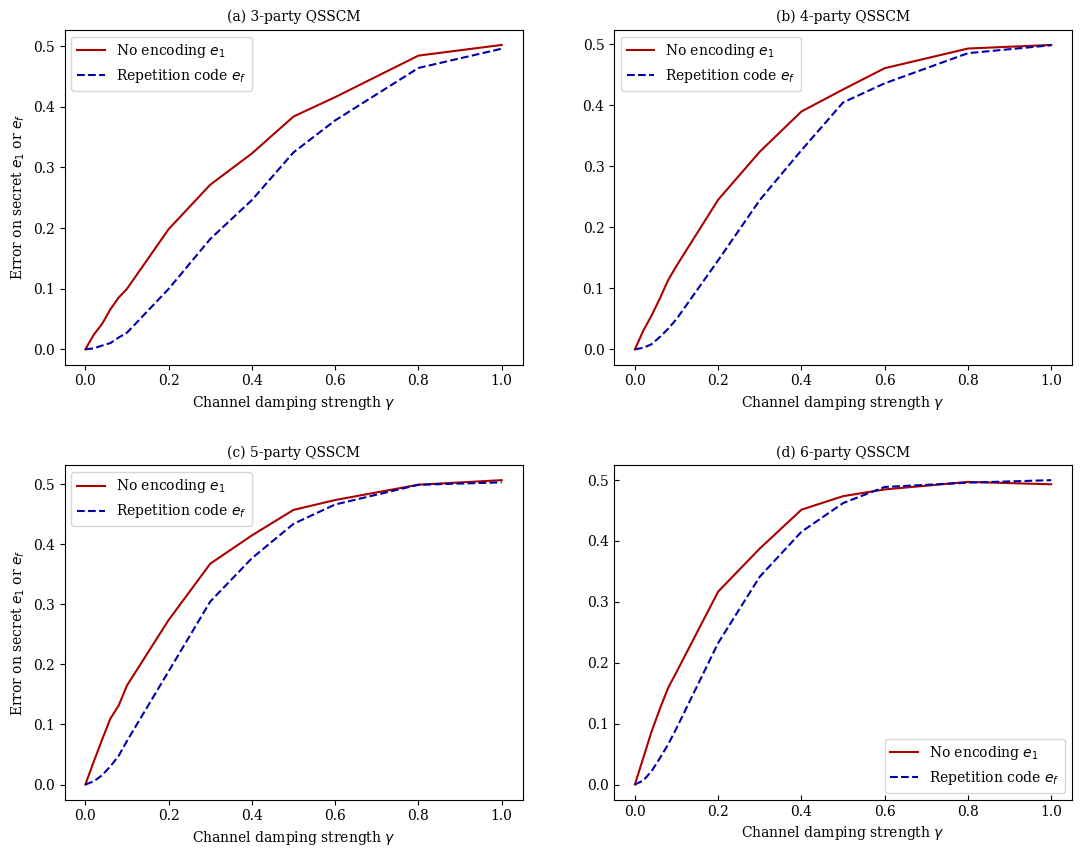 (a) 3-party QSSCM
No encoding e₁
Repetition code e_f
Error on secret e₁ or e_f
0.5
0.4
0.3
0.2
0.1
0.0
0.0 0.2 0.4 0.6 0.8 1.0
Channel damping strength γ
(b) 4-party QSSCM
No encoding e₁
Repetition code e_f
0.5
0.4
0.3
0.2
0.1
0.0
0.0 0.2 0.4 0.6 0.8 1.0
Channel damping strength γ
(c) 5-party QSSCM
No encoding e₁
Repetition code e_f
Error on secret e₁ or e_f
0.5
0.4
0.3
0.2
0.1
0.0
0.0 0.2 0.4 0.6 0.8 1.0
Channel damping strength γ
(d) 6-party QSSCM
0.5
0.4
0.3
0.2
0.1
0.0
No encoding e₁
Repetition code e_f
0.0 0.2 0.4 0.6 0.8 1.0
Channel damping strength γ